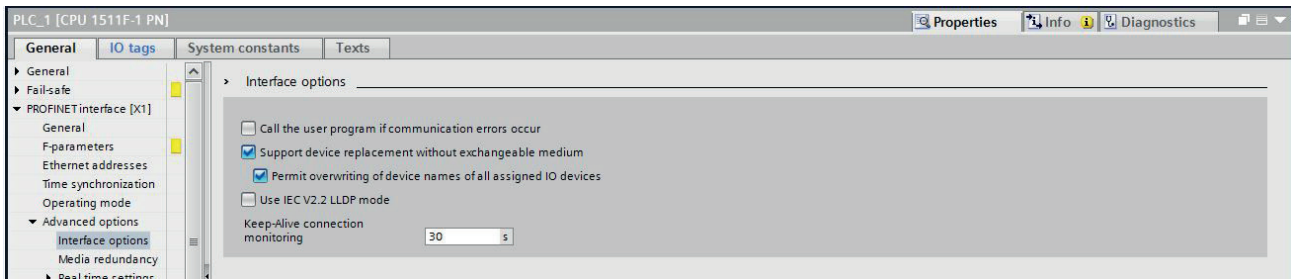 PLC_1 [CPU 1511F-1 PN]
Properties
Info
Diagnostics
General
IO tags
System constants
Texts
General
Fail-safe
PROFINET interface [X1]
General
F-parameters
Ethernet addresses
Time synchronization
Operating mode
Advanced options
Interface options
Media redundancy
Real time settings
Interface options
Call the user program if communication errors occur
Support device replacement without exchangeable medium
Permit overwriting of device names of all assigned IO devices
Use IEC V2.2 LLDP mode
Keep-Alive connection
monitoring
30 s